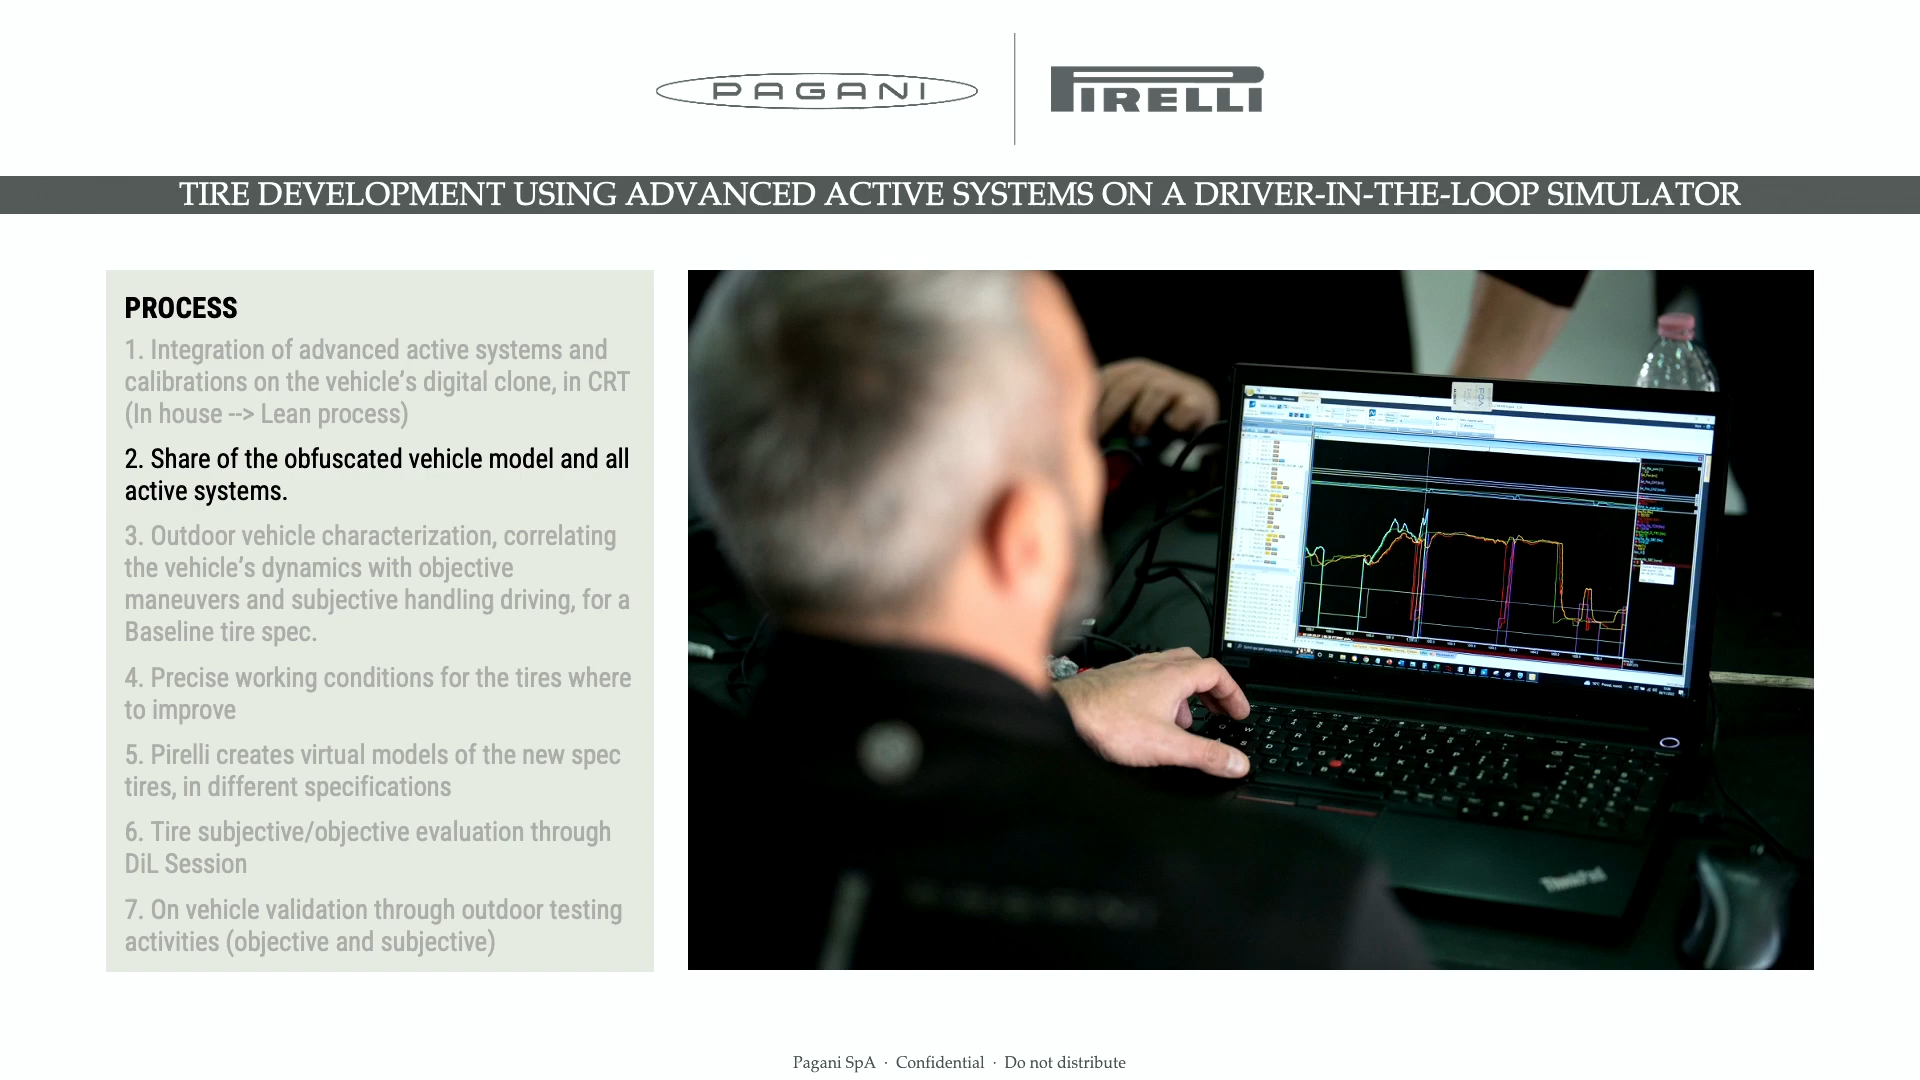 PAGANI
PIRELLI
TIRE DEVELOPMENT USING ADVANCED ACTIVE SYSTEMS ON A DRIVER-IN-THE-LOOP SIMULATOR
PROCESS
1. Integration of advanced active systems and
calibrations on the vehicle’s digital clone, in CRT
(In house --> Lean process)
2. Share of the obfuscated vehicle model and all
active systems.
3. Outdoor vehicle characterization, correlating
the vehicle’s dynamics with objective
maneuvers and subjective handling driving, for a
Baseline tire spec.
4. Precise working conditions for the tires where
to improve
5. Pirelli creates virtual models of the new spec
tires, in different specifications
6. Tire subjective/objective evaluation through
DiL Session
7. On vehicle validation through outdoor testing
activities (objective and subjective)
ThinkPad
Pagani SpA · Confidential · Do not distribute